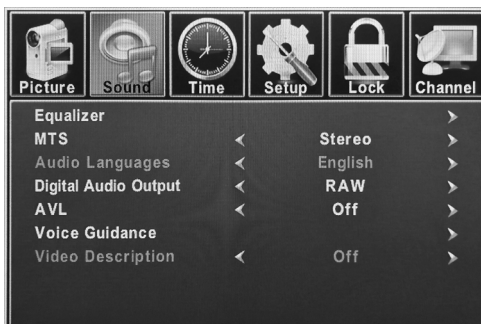 Picture Sound Time Setup Lock Channel
Equalizer
MTS Stereo
Audio Languages English
Digital Audio Output RAW
AVL Off
Voice Guidance
Video Description Off